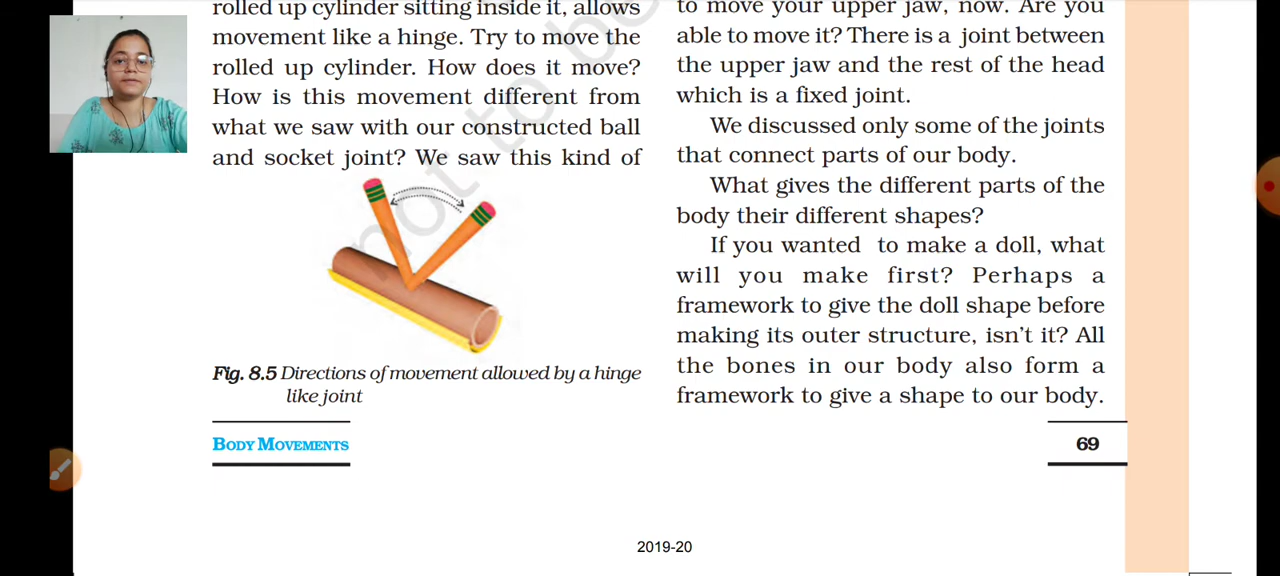 rolled up cylinder sitting inside it, allows
movement like a hinge. Try to move the
rolled up cylinder. How does it move?
How is this movement different from
what we saw with our constructed ball
and socket joint? We saw this kind of
Fig. 8.5 Directions of movement allowed by a hinge
like joint
to move your upper jaw, now. Are you
able to move it? There is a joint between
the upper jaw and the rest of the head
which is a fixed joint.
We discussed only some of the joints
that connect parts of our body.
What gives the different parts of the
body their different shapes?
If you wanted to make a doll, what
will you make first? Perhaps a
framework to give the doll shape before
making its outer structure, isn't it? All
the bones in our body also form a
framework to give a shape to our body.
BODY MOVEMENTS
69
2019-20
not to be